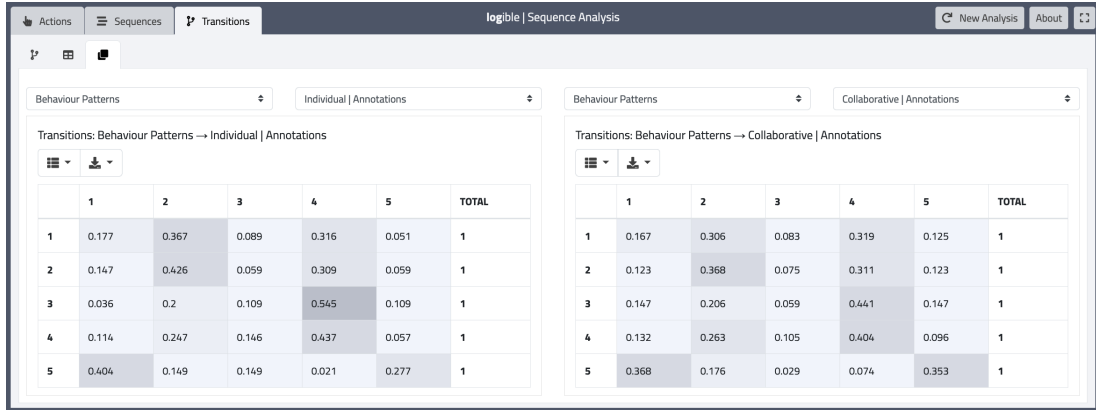 Actions Sequences Transitions logible | Sequence Analysis New Analysis About
Behaviour Patterns Individual | Annotations Behaviour Patterns Collaborative | Annotations
Transitions: Behaviour Patterns → Individual | Annotations
1 2 3 4 5 TOTAL
1 0.177 0.367 0.089 0.316 0.051 1
2 0.147 0.426 0.059 0.309 0.059 1
3 0.036 0.2 0.109 0.545 0.109 1
4 0.114 0.247 0.146 0.437 0.057 1
5 0.404 0.149 0.149 0.021 0.277 1
Transitions: Behaviour Patterns → Collaborative | Annotations
1 2 3 4 5 TOTAL
1 0.167 0.306 0.083 0.319 0.125 1
2 0.123 0.368 0.075 0.311 0.123 1
3 0.147 0.206 0.059 0.441 0.147 1
4 0.132 0.263 0.105 0.404 0.096 1
5 0.368 0.176 0.029 0.074 0.353 1